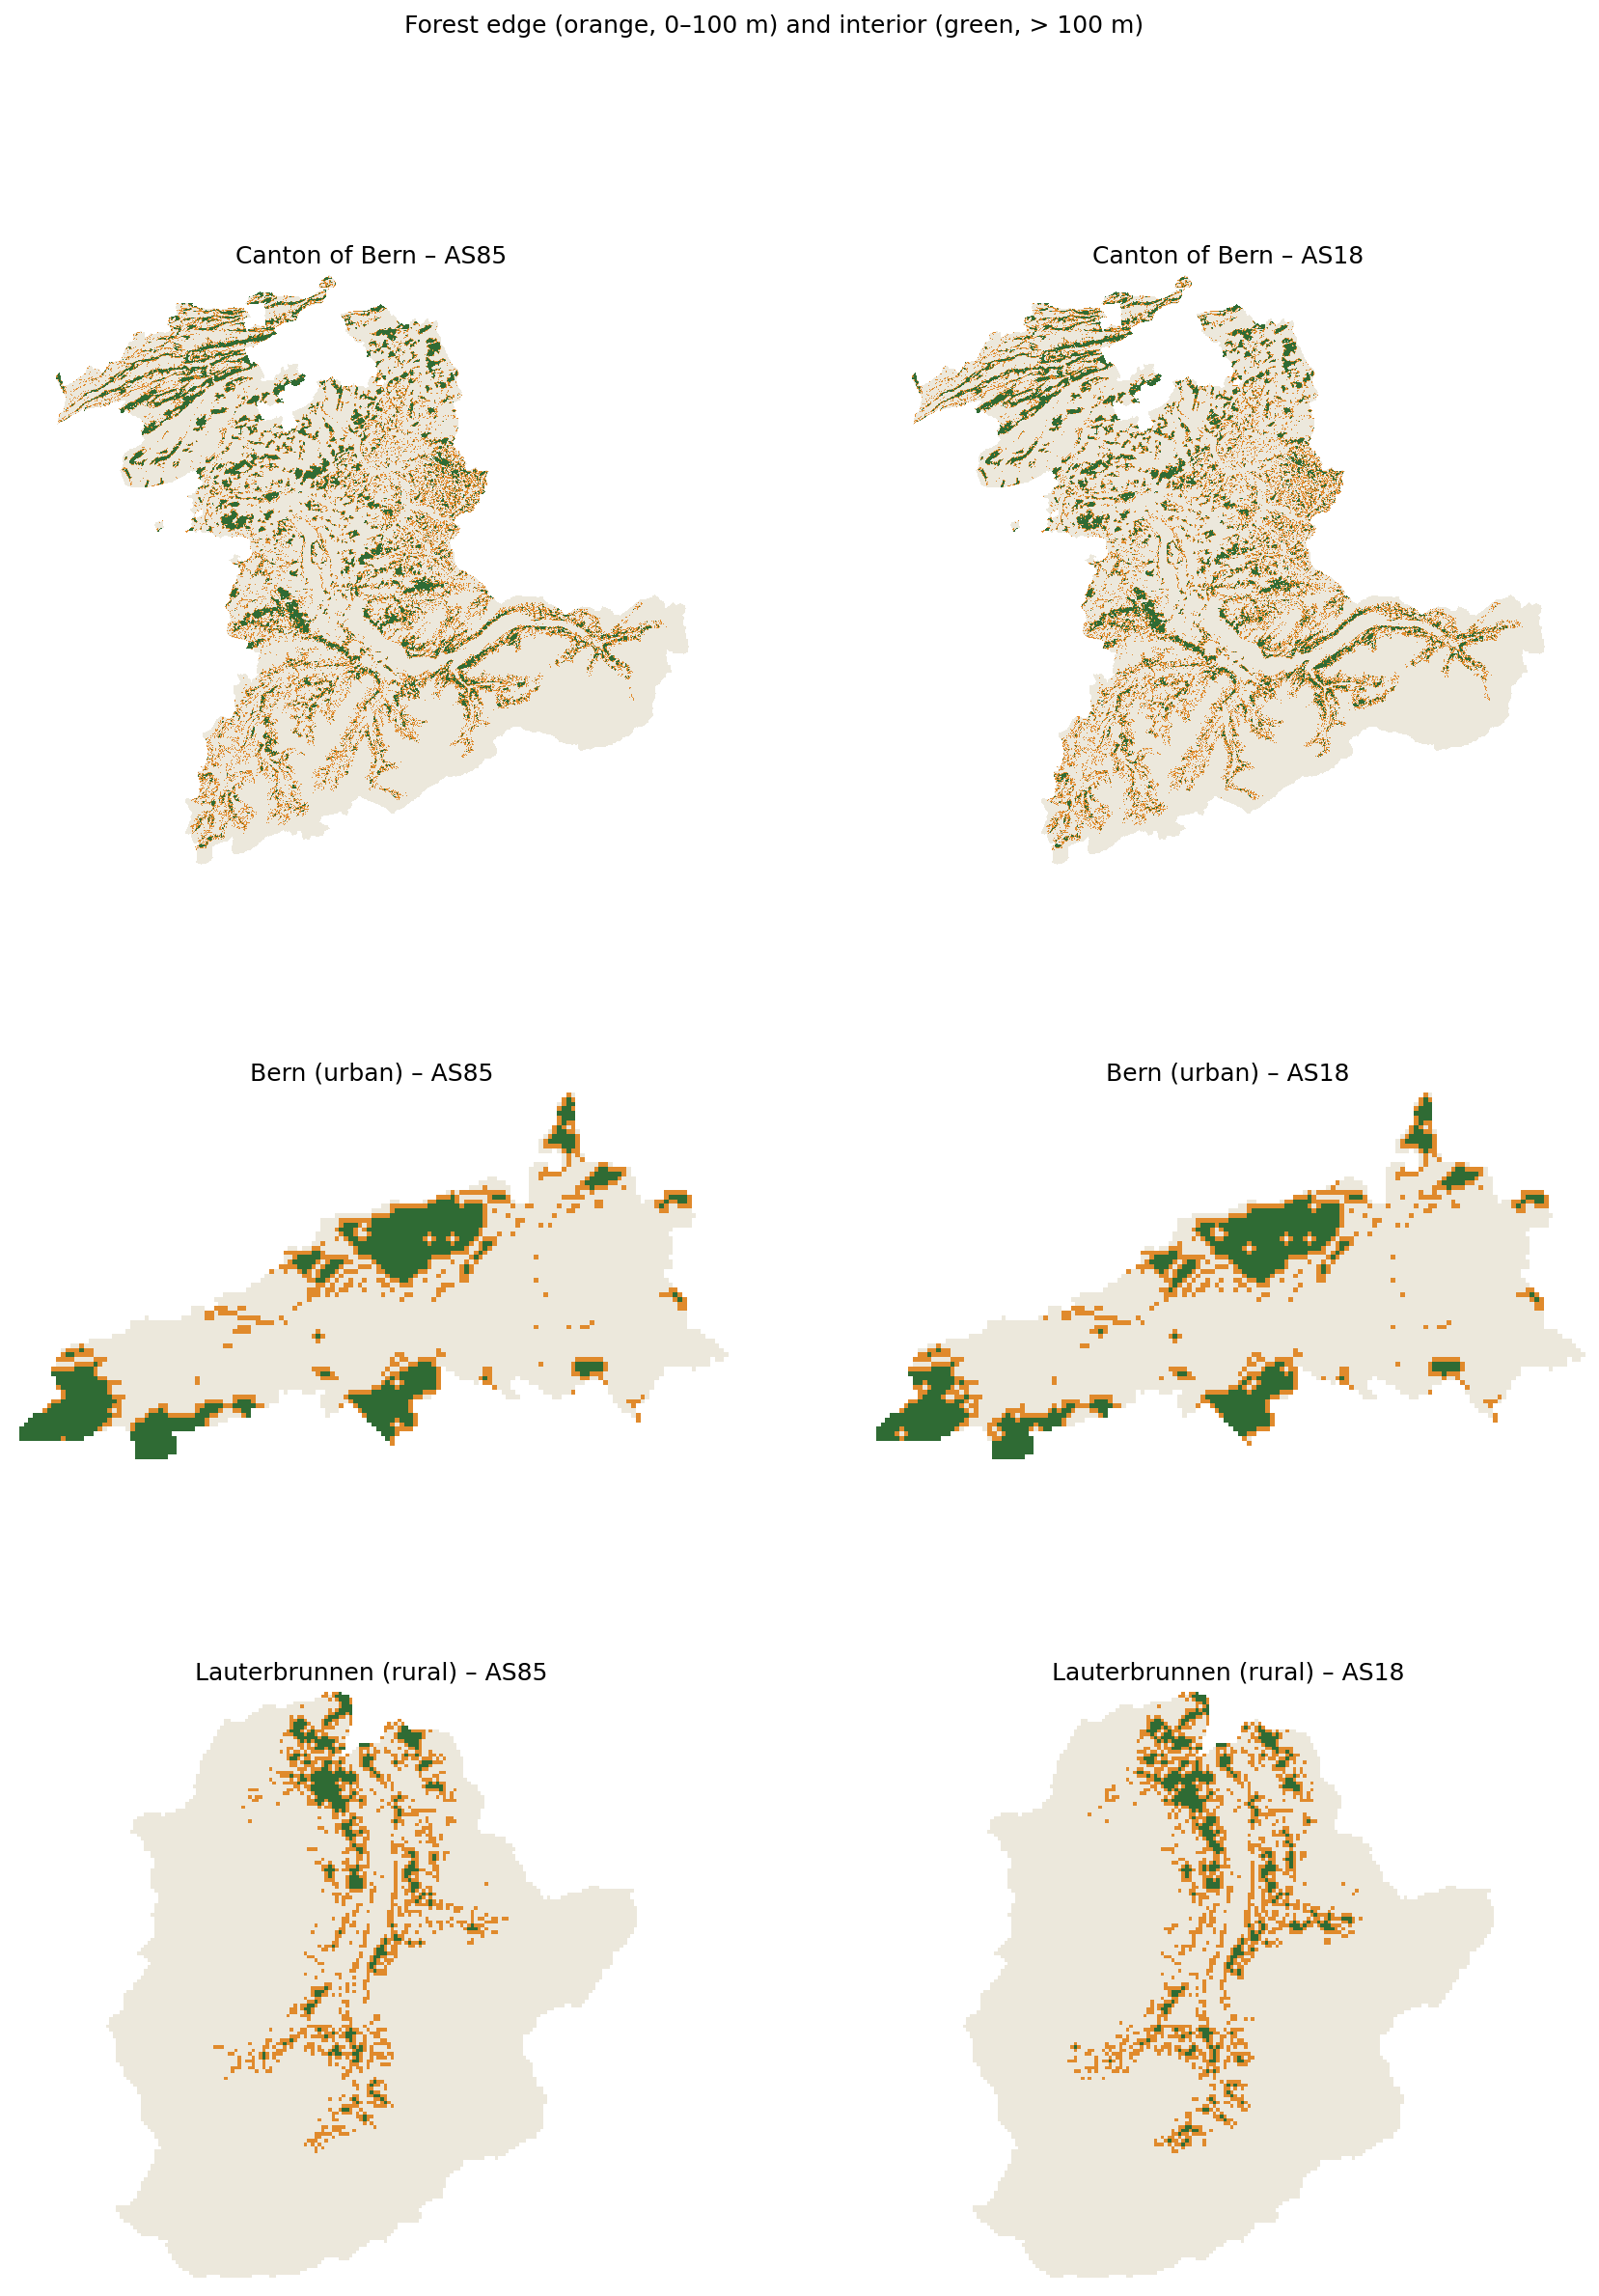 Forest edge (orange, 0–100 m) and interior (green, > 100 m)
Canton of Bern – AS85
Canton of Bern – AS18
Bern (urban) – AS85
Bern (urban) – AS18
Lauterbrunnen (rural) – AS85
Lauterbrunnen (rural) – AS18